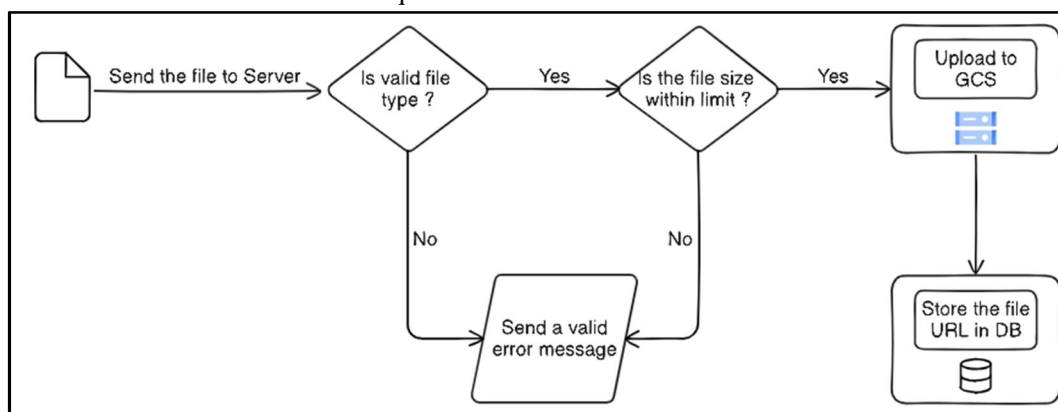 Send the file to Server
Is valid file
type ?
Yes
Is the file size
within limit ?
Yes
Upload to
GCS
No
No
Send a valid
error message
Store the file
URL in DB